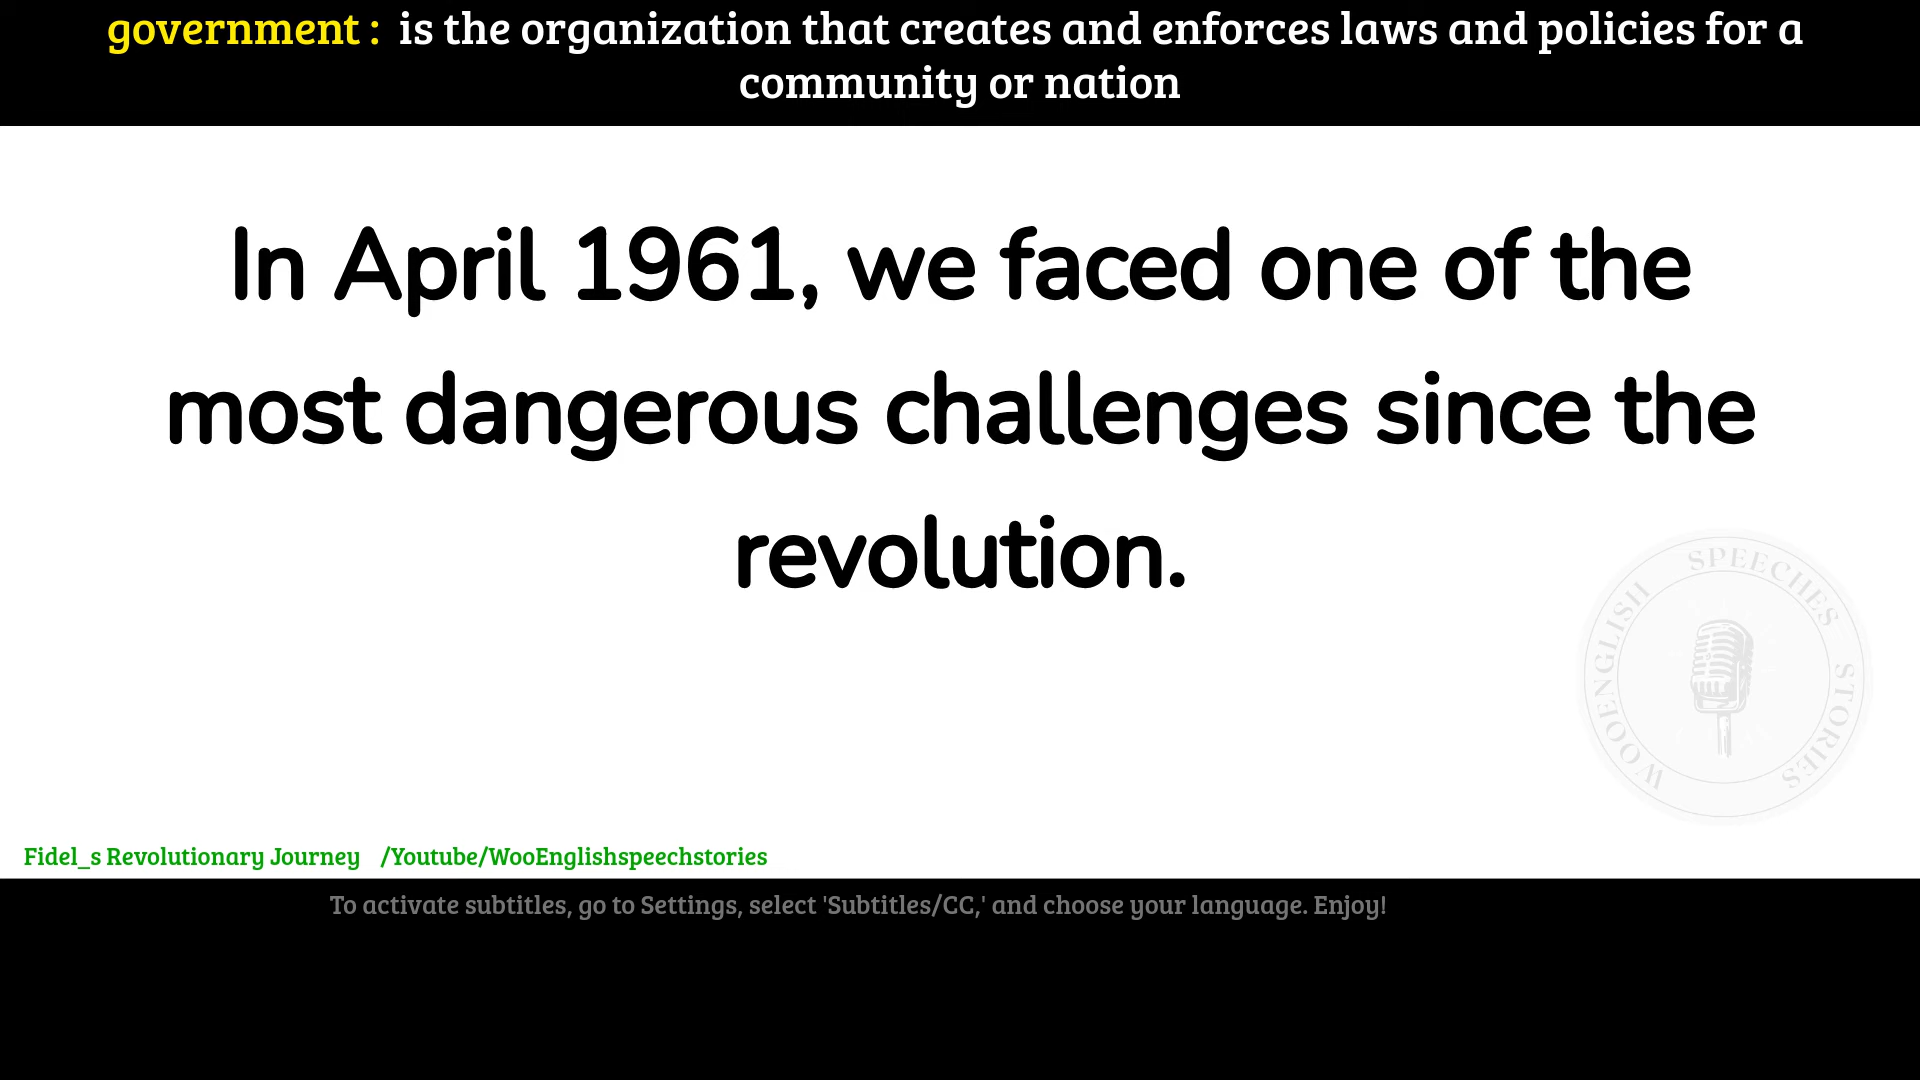 government :  is the organization that creates and enforces laws and policies for a
community or nation
In April 1961, we faced one of the
most dangerous challenges since the
revolution.
WOOENGLISH SPEECHES STORIES
Fidel_s Revolutionary Journey   /Youtube/WooEnglishspeechstories
To activate subtitles, go to Settings, select 'Subtitles/CC,' and choose your language. Enjoy!